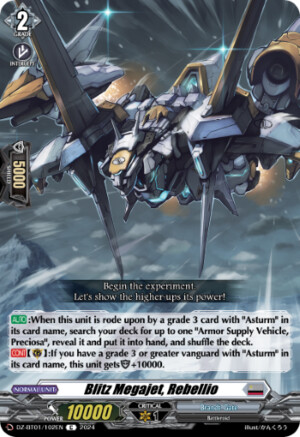 2
GRADE
INTERCEPT
5000
SHIELD
Begin the experiment.
Let's show the higher-ups its power!
AUTO:When this unit is rode upon by a grade 3 card with "Asturm" in
its card name, search your deck for up to one "Armor Supply Vehicle,
Preciosa", reveal it and put it into hand, and shuffle the deck.
CONT:If you have a grade 3 or greater vanguard with "Asturm" in
its card name, this unit gets +10000.
NORMAL UNIT
Blitz Megajet, Rebellio
POWER 10000
CRITICAL
1
Brandt Gate
DZ-BT01/102EN C 2024